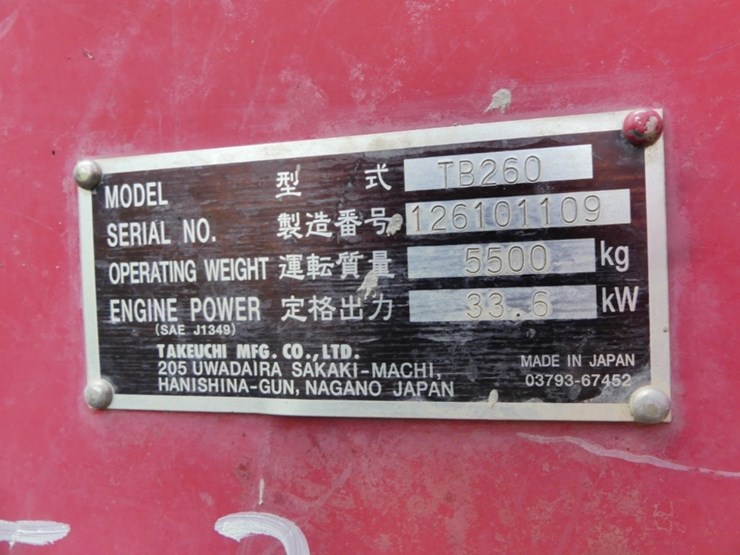 MODEL 型式 TB260
SERIAL NO. 製造番号 126101109
OPERATING WEIGHT 運転質量 5500 kg
ENGINE POWER 定格出力 33.6 kW
(SAE J1349)
TAKEUCHI MFG. CO., LTD.
205 UWADAIRA SAKAKI-MACHI,
HANISHINA-GUN, NAGANO JAPAN
MADE IN JAPAN
03793-67452